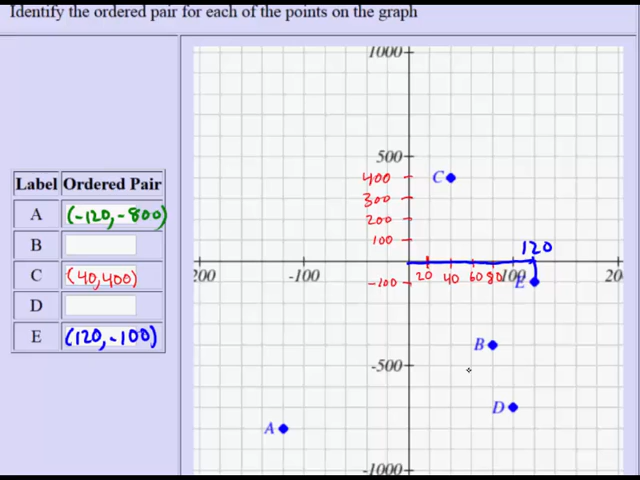 Identify the ordered pair for each of the points on the graph
Label Ordered Pair
A (-120,-800)
B
C (40,400)
D
E (120,-100)
1000
500
400
300
200
100
C
120
200 -100 20 40 60 80 100 20
-100
E
B
-500
D
A
-1000